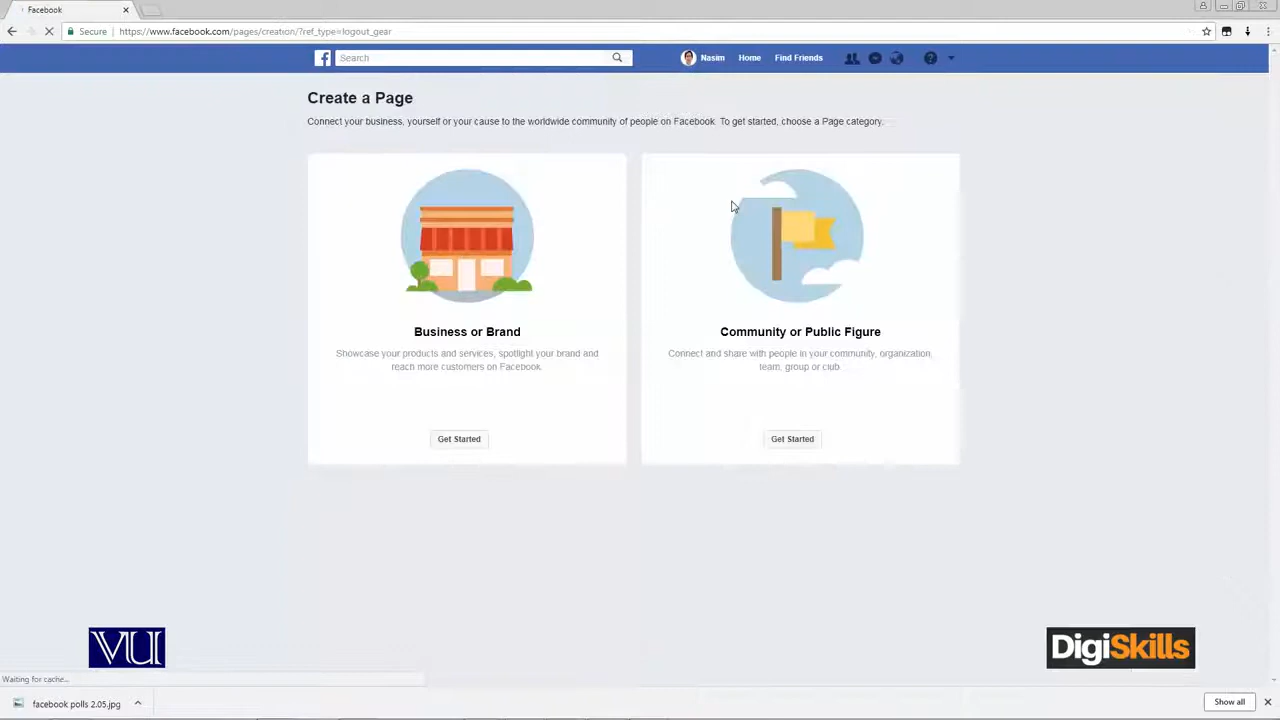 Facebook
Secure https://www.facebook.com/pages/creation/?ref_type=logout_gear
Search
Nasim
Home
Find Friends
Create a Page
Connect your business, yourself or your cause to the worldwide community of people on Facebook. To get started, choose a Page category.
Business or Brand
Showcase your products and services, spotlight your brand and
reach more customers on Facebook.
Get Started
Community or Public Figure
Connect and share with people in your community, organization,
team, group or club.
Get Started
VU
DigiSkills
Waiting for cache...
facebook polls 2.05.jpg
Show all